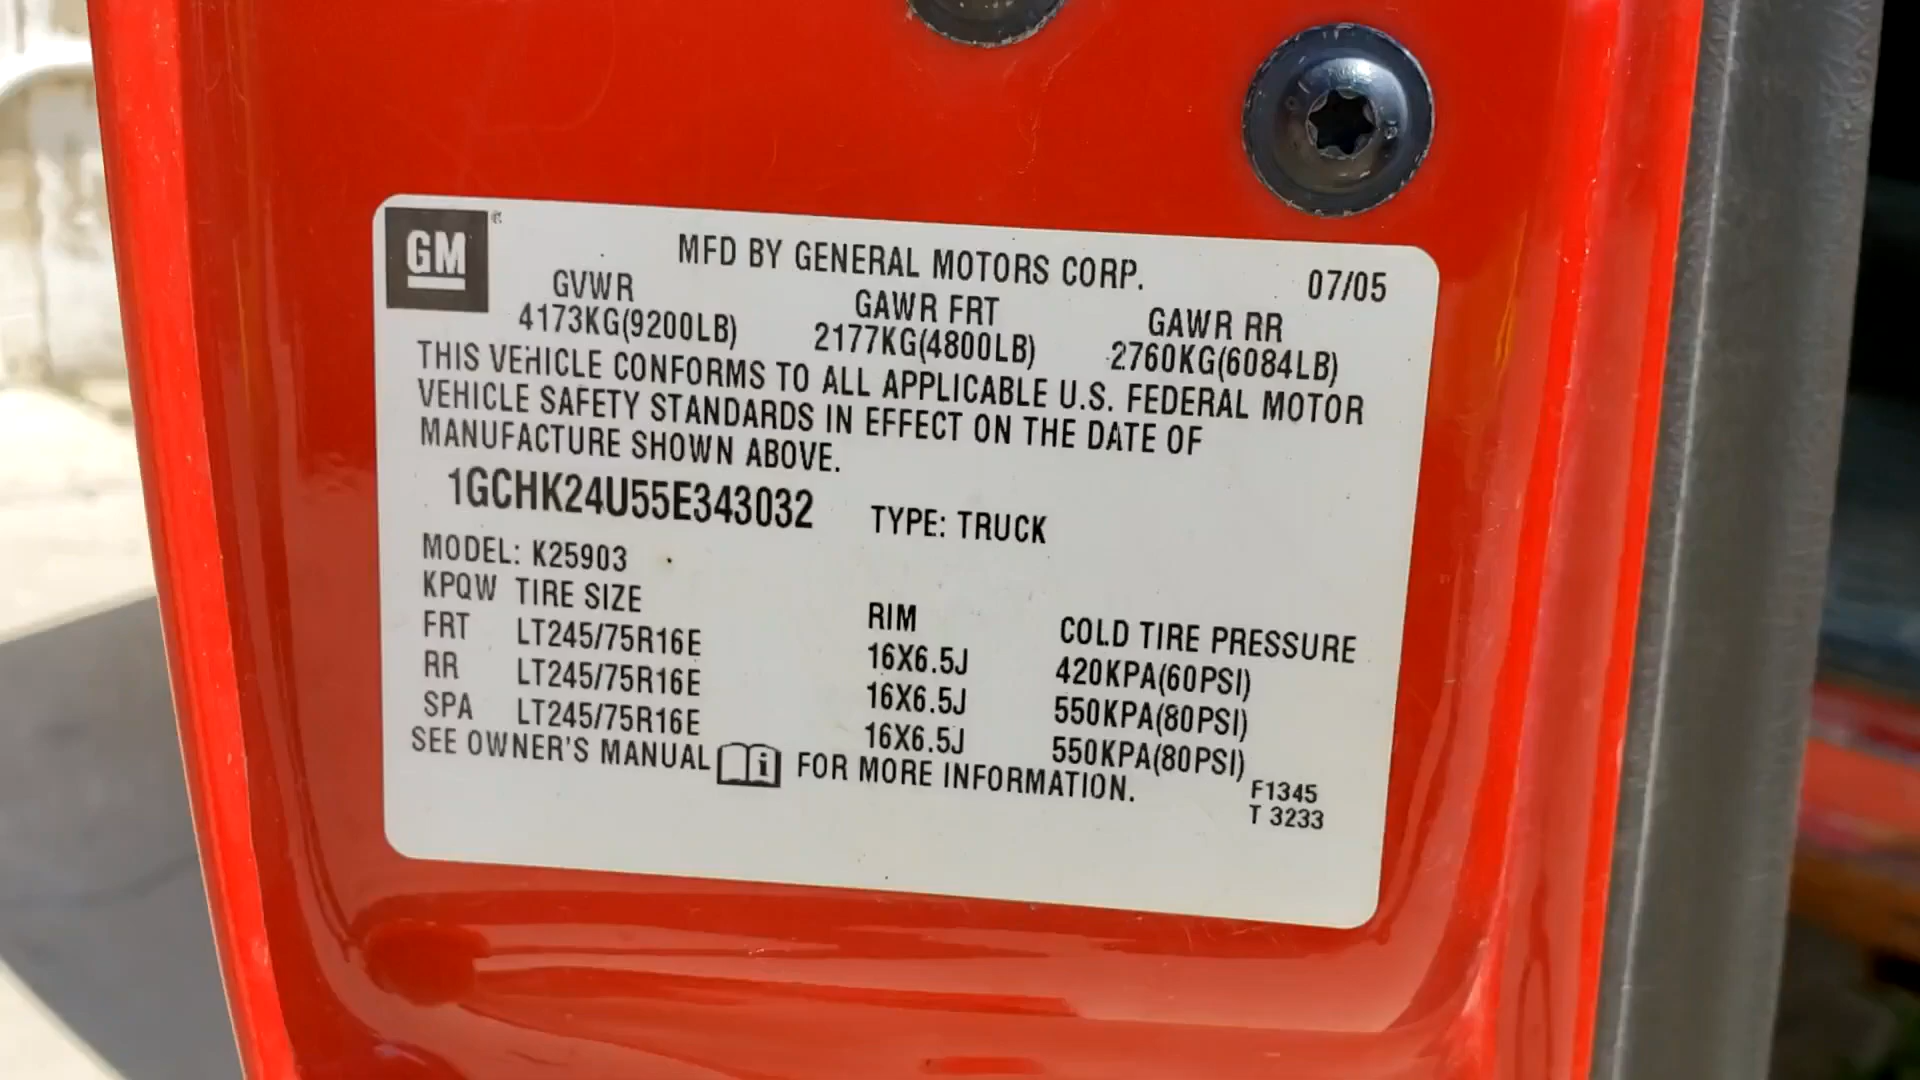 GM
MFD BY GENERAL MOTORS CORP. 07/05
GVWR GAWR FRT GAWR RR
4173KG(9200LB) 2177KG(4800LB) 2760KG(6084LB)
THIS VEHICLE CONFORMS TO ALL APPLICABLE U.S. FEDERAL MOTOR
VEHICLE SAFETY STANDARDS IN EFFECT ON THE DATE OF
MANUFACTURE SHOWN ABOVE.
1GCHK24U55E343032 TYPE: TRUCK
MODEL: K25903
KPQW TIRE SIZE RIM COLD TIRE PRESSURE
FRT LT245/75R16E 16X6.5J 420KPA(60PSI)
RR LT245/75R16E 16X6.5J 550KPA(80PSI)
SPA LT245/75R16E 16X6.5J 550KPA(80PSI)
SEE OWNER'S MANUAL i FOR MORE INFORMATION.
F1345
T 3233